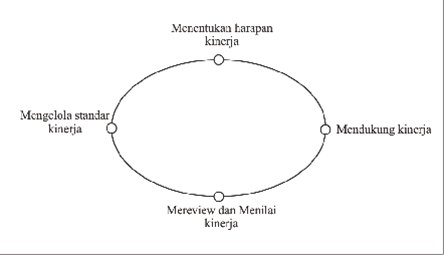 Menentukan harapan
kinerja
Mengelola standar
kinerja
Mendukung kinerja
Mereview dan Menilai
kinerja